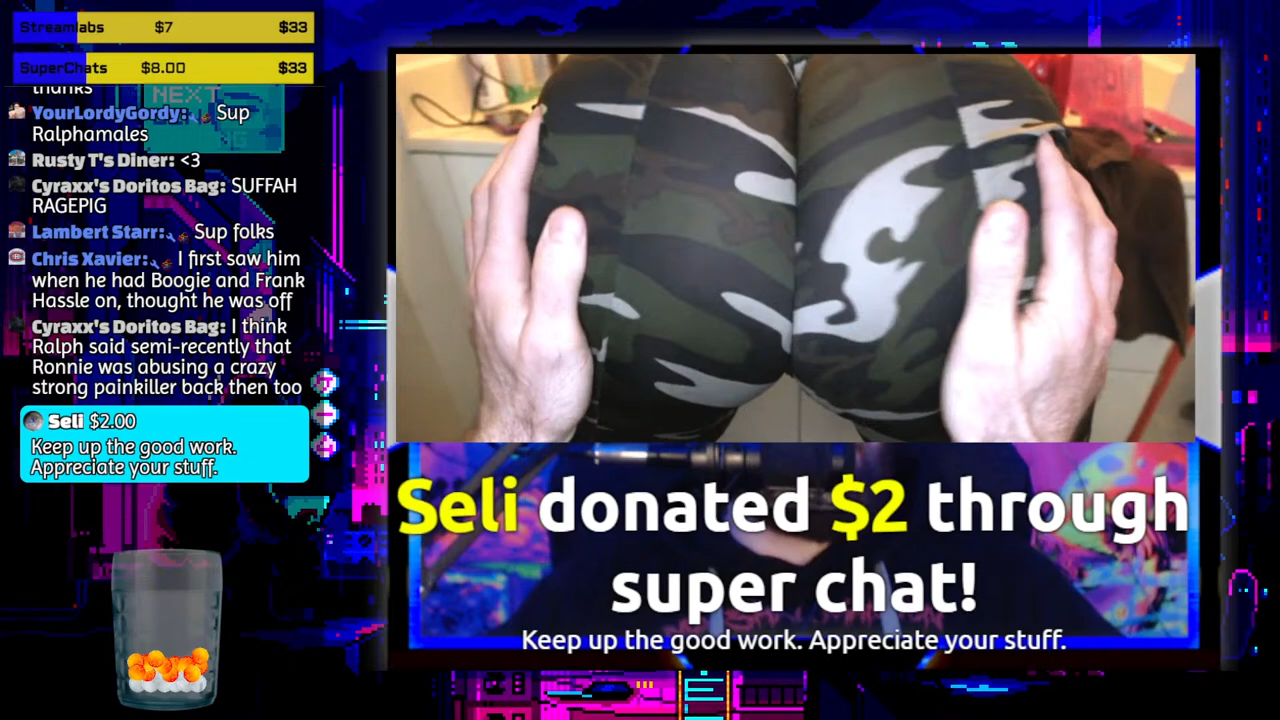 Streamlabs $7 $33
SuperChats $8.00 $33
thanks
NEXT
YourLordyGordy: Sup
Ralphamales
Rusty T's Diner: <3
Cyraxx's Doritos Bag: SUFFAH
RAGEPIG
Lambert Starr: Sup folks
Chris Xavier: I first saw him
when he had Boogie and Frank
Hassle on, thought he was off
Cyraxx's Doritos Bag: I think
Ralph said semi-recently that
Ronnie was abusing a crazy
strong painkiller back then too
Seli $2.00
Keep up the good work.
Appreciate your stuff.
Seli donated $2 through
super chat!
Keep up the good work. Appreciate your stuff.